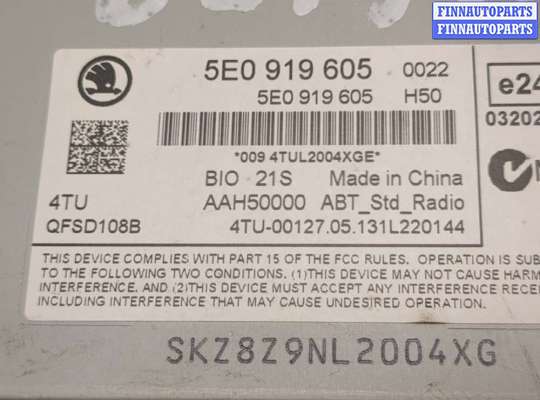 FINNAUTOPARTS
FINNAUTOPARTS
5E0 919 605 0022
5E0 919 605 H50
e24
03202
*009 4TUL2004XGE*
BIO 21S Made in China
4TU AAH50000 ABT_Std_Radio
QFSD108B 4TU-00127.05.131L220144
THIS DEVICE COMPLIES WITH PART 15 OF THE FCC RULES. OPERATION IS SUB
TO THE FOLLOWING TWO CONDITIONS. (1)THIS DEVICE MAY NOT CAUSE HARM
INTERFERENCE. AND (2)THIS DEVICE MUST ACCEPT ANY INTERFERENCE RECE
INCLUDING INTERFERENCE THAT MAY CAUSE UNDESIRED OPERATION.
SKZ8Z9NL2004XG